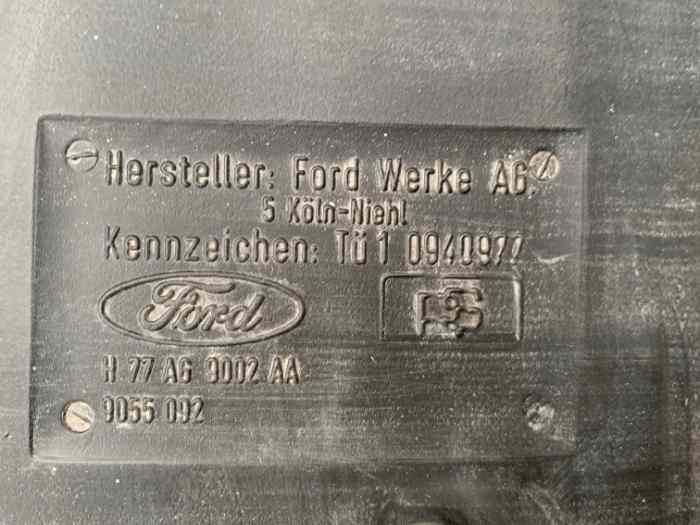 Hersteller: Ford Werke AG.
5 Köln-Niehl
Kennzeichen: Tü 1 0940977
Ford
H 77 AG 9002 AA
9055 092